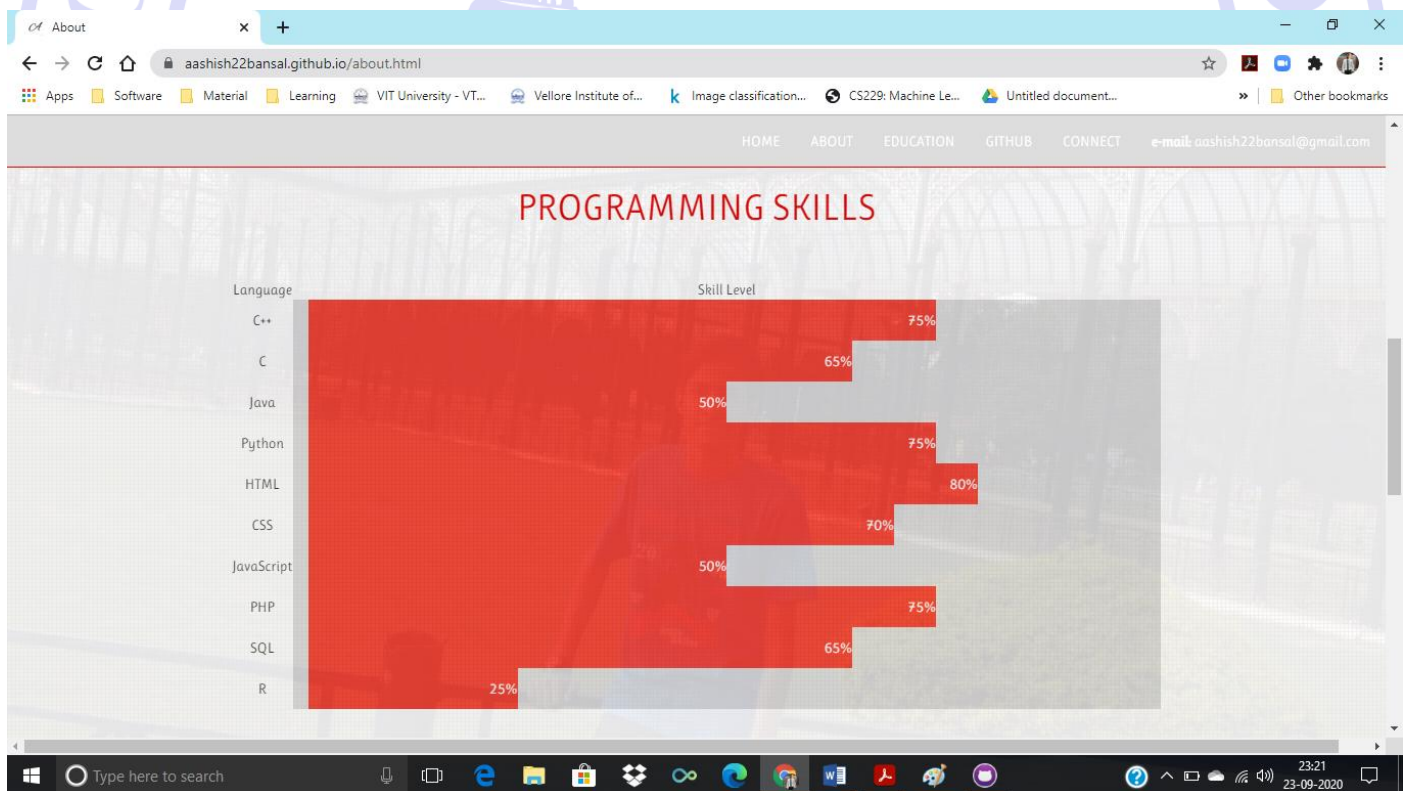 About
aashish22bansal.github.io/about.html
Apps Software Material Learning VIT University - VT... Vellore Institute of... Image classification... CS229: Machine Le... Untitled document... » Other bookmarks
HOME ABOUT EDUCATION GITHUB CONNECT e-mail: aashish22bansal@gmail.com
PROGRAMMING SKILLS
Language Skill Level
C++ 75%
C 65%
Java 50%
Python 75%
HTML 80%
CSS 70%
JavaScript 50%
PHP 75%
SQL 65%
R 25%
Type here to search
23:21
23-09-2020